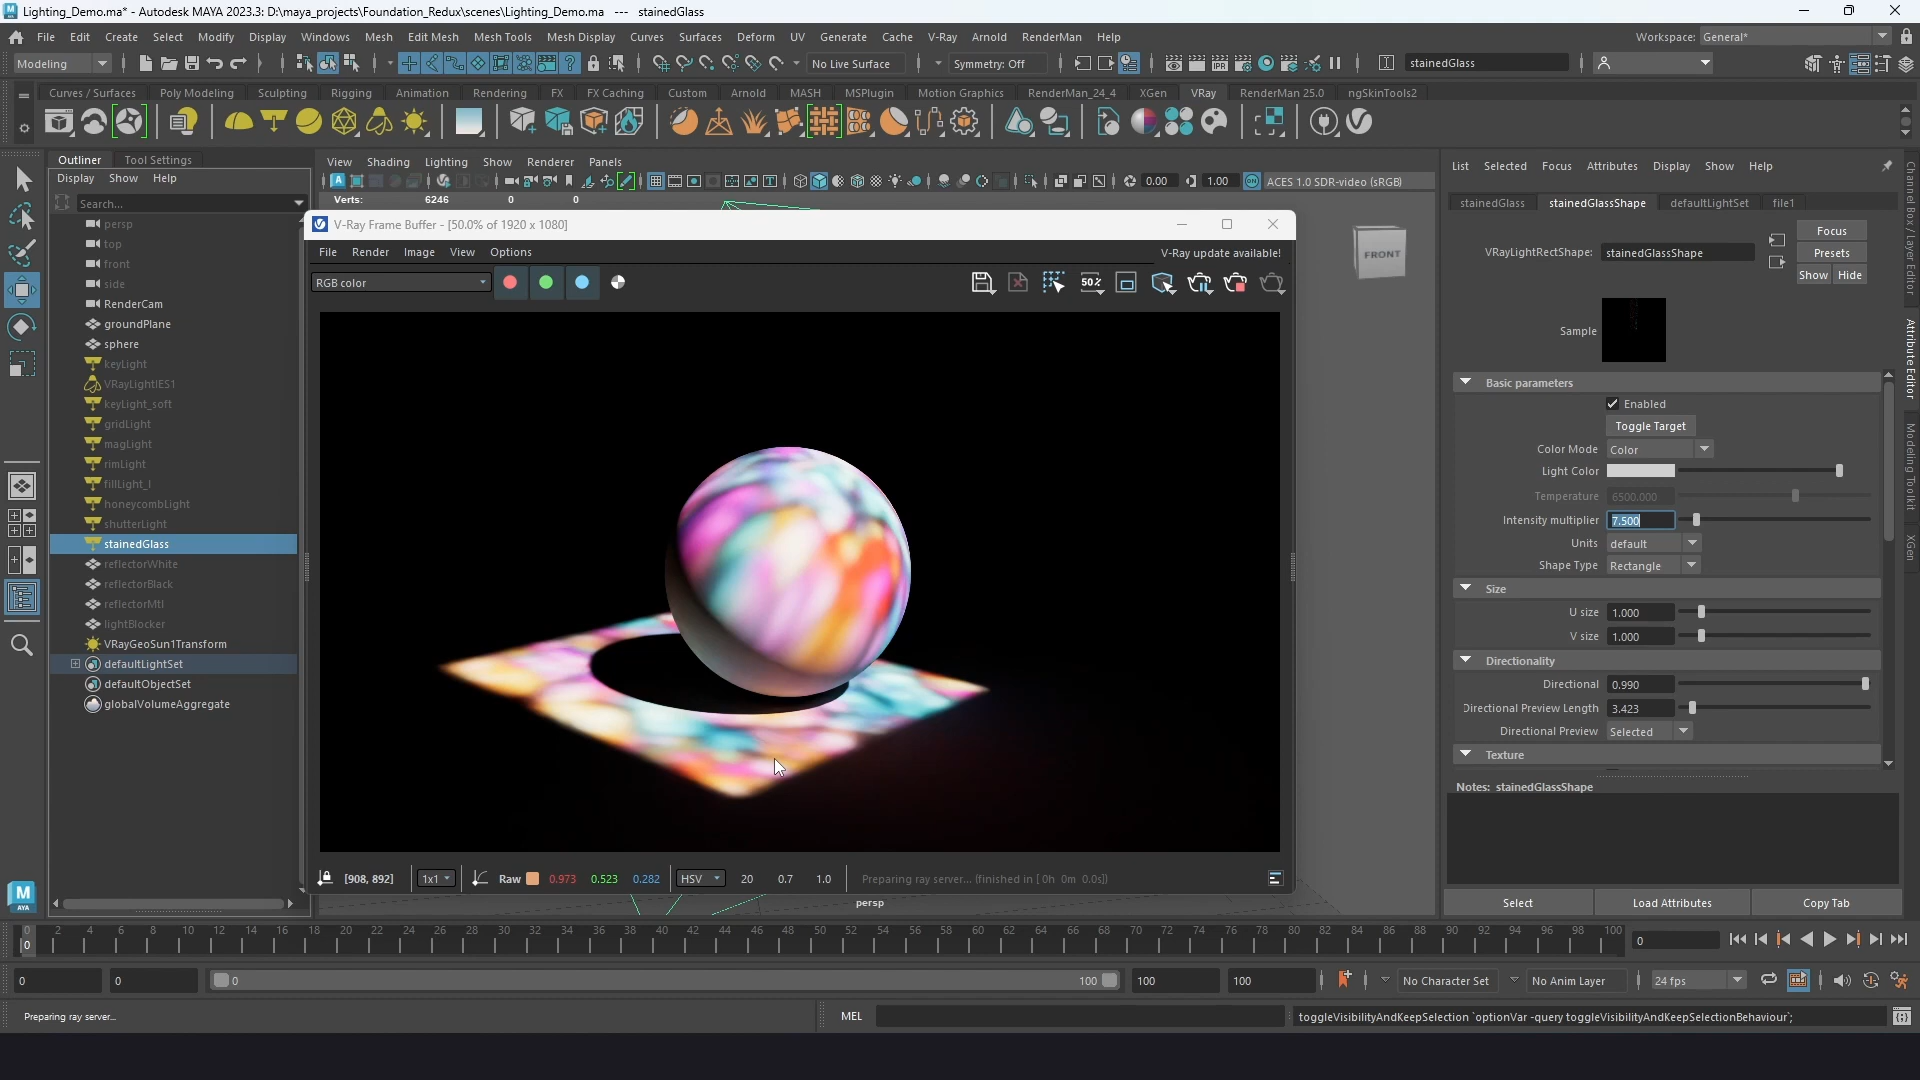 Lighting_Demo.ma* - Autodesk MAYA 2023.3: D:\maya_projects\Foundation_Redux\scenes\Lighting_Demo.ma --- stainedGlass
File Edit Create Select Modify Display Windows Mesh Edit Mesh Mesh Tools Mesh Display Curves Surfaces Deform UV Generate Cache V-Ray Arnold RenderMan Help Workspace: General*
Modeling No Live Surface Symmetry: Off IPR stainedGlass
Curves / Surfaces Poly Modeling Sculpting Rigging Animation Rendering FX FX Caching Custom Arnold MASH MSPlugin Motion Graphics RenderMan_24_4 XGen VRay RenderMan 25.0 ngSkinTools2
Outliner Tool Settings
Display Show Help
Search...
persp
top
front
side
RenderCam
groundPlane
sphere
keyLight
VRayLightIES1
keyLight_soft
gridLight
magLight
rimLight
fillLight_l
honeycombLight
shutterLight
stainedGlass
reflectorWhite
reflectorBlack
reflectorMtl
lightBlocker
VRayGeoSun1Transform
defaultLightSet
defaultObjectSet
globalVolumeAggregate
View Shading Lighting Show Renderer Panels
0.00 1.00 ACES 1.0 SDR-video (sRGB)
Verts: 6246 0 0
V-Ray Frame Buffer - [50.0% of 1920 x 1080]
File Render Image View Options V-Ray update available!
RGB color 50%
[908, 892] 1x1 Raw 0.973 0.523 0.282 HSV 20 0.7 1.0 Preparing ray server... (finished in [ 0h 0m 0.0s])
persp
FRONT
List Selected Focus Attributes Display Show Help
stainedGlass stainedGlassShape defaultLightSet file1
VRayLightRectShape: stainedGlassShape
Focus
Presets
Show Hide
Sample
Basic parameters
Enabled
Toggle Target
Color Mode Color
Light Color
Temperature 6500.000
Intensity multiplier 7.500
Units default
Shape Type Rectangle
Size
U size 1.000
V size 1.000
Directionality
Directional 0.990
Directional Preview Length 3.423
Directional Preview Selected
Texture
Notes: stainedGlassShape
Select Load Attributes Copy Tab
Channel Box / Layer Editor
Attribute Editor
Modeling Toolkit
XGen
M
AYA
0 2 4 6 8 10 12 14 16 18 20 22 24 26 28 30 32 34 36 38 40 42 44 46 48 50 52 54 56 58 60 62 64 66 68 70 72 74 76 78 80 82 84 86 88 90 92 94 96 98 100
0 0
0 0 0 100 100 100 No Character Set No Anim Layer 24 fps
Preparing ray server... MEL toggleVisibilityAndKeepSelection `optionVar -query toggleVisibilityAndKeepSelectionBehaviour`;